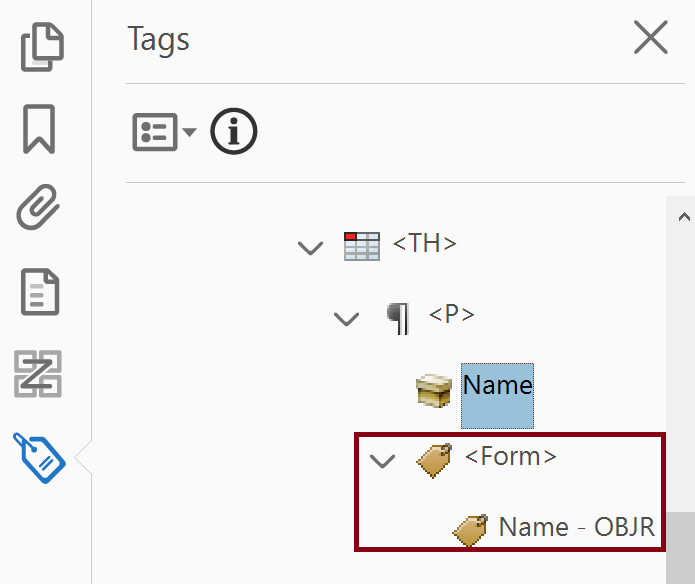 Tags
<TH>
<P>
Name
<Form>
Name - OBJR